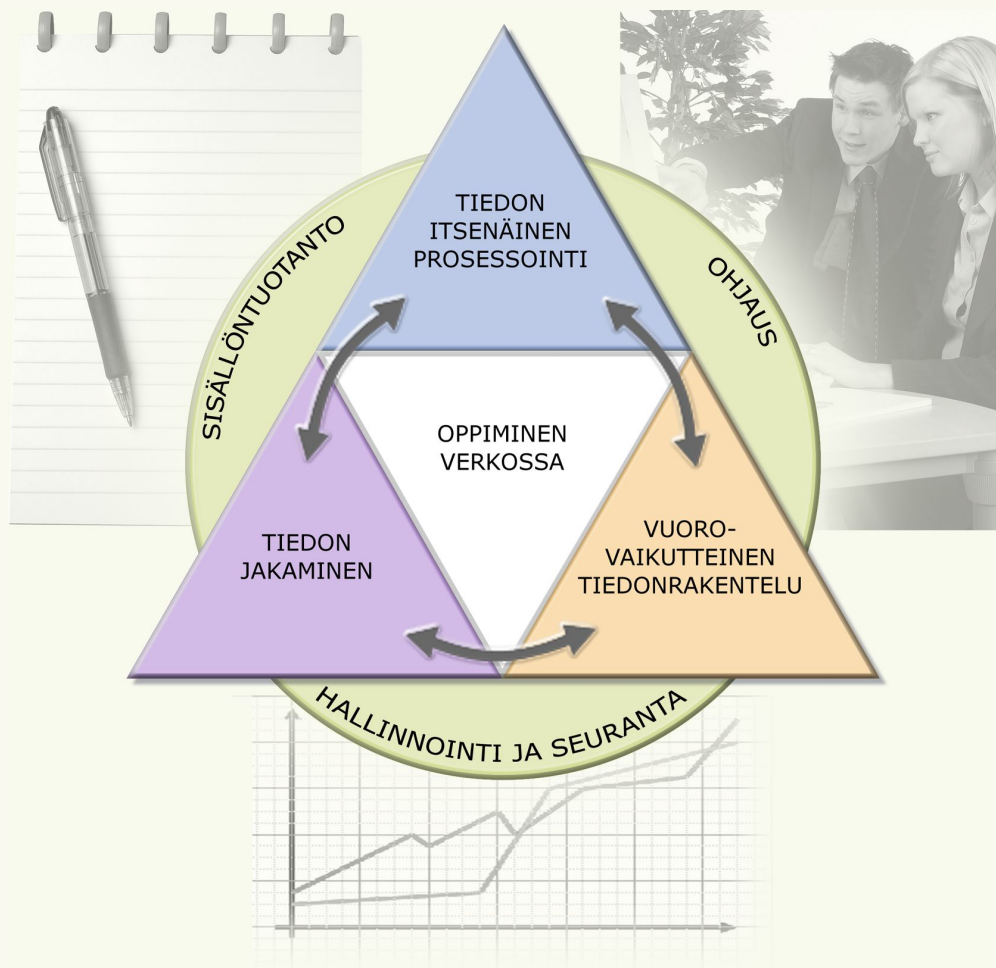 TIEDON
ITSENÄINEN
PROSESSOINTI
SISÄLLÖNTUOTANTO
OHJAUS
OPPIMINEN
VERKOSSA
TIEDON
JAKAMINEN
VUORO-
VAIKUTTEINEN
TIEDONRAKENTELU
HALLINNOINTI JA SEURANTA